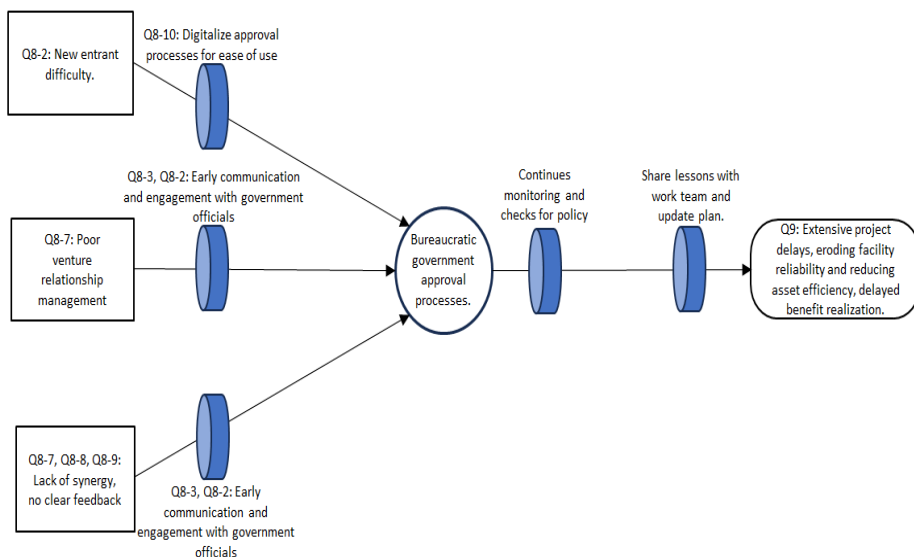 Q8-2: New entrant
difficulty.
Q8-10: Digitalize approval
processes for ease of use
Q8-3, Q8-2: Early communication
and engagement with government
officials
Q8-7: Poor
venture
relationship
management
Q8-7, Q8-8, Q8-9:
Lack of synergy,
no clear feedback
Q8-3, Q8-2: Early
communication and
engagement with government
officials
Bureaucratic
government
approval
processes.
Continues
monitoring and
checks for policy
Share lessons with
work team and
update plan.
Q9: Extensive project
delays, eroding facility
reliability and reducing
asset efficiency, delayed
benefit realization.